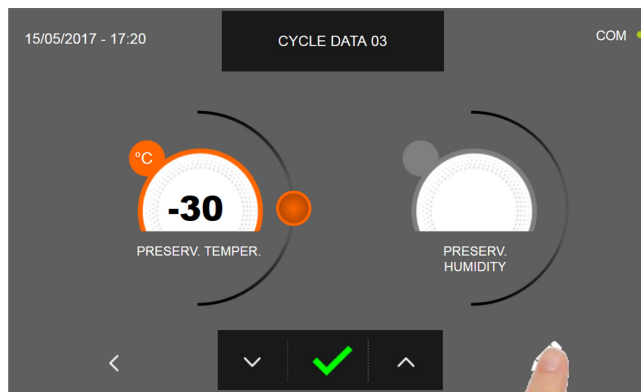 15/05/2017 - 17:20
CYCLE DATA 03
COM
°C
-30
PRESERV. TEMPER.
PRESERV.
HUMIDITY